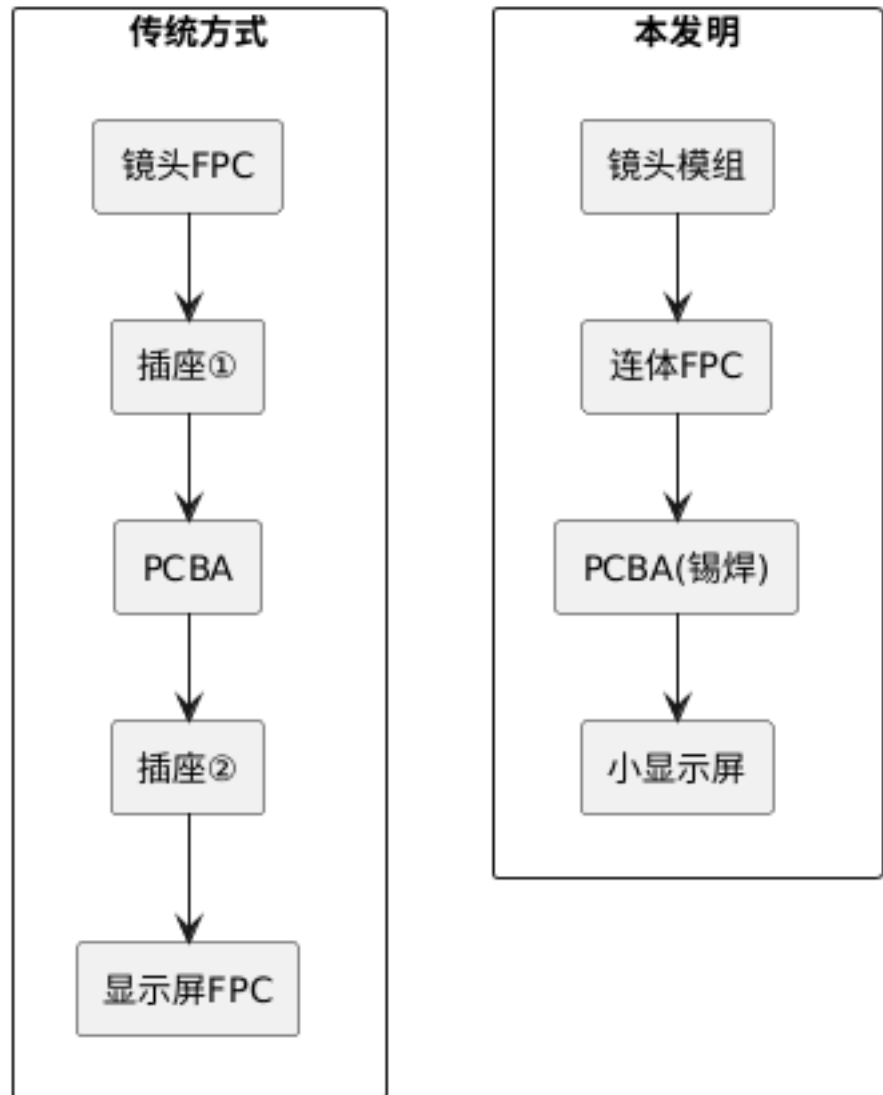 传统方式
镜头FPC
插座①
PCBA
插座②
显示屏FPC
本发明
镜头模组
连体FPC
PCBA(锡焊)
小显示屏